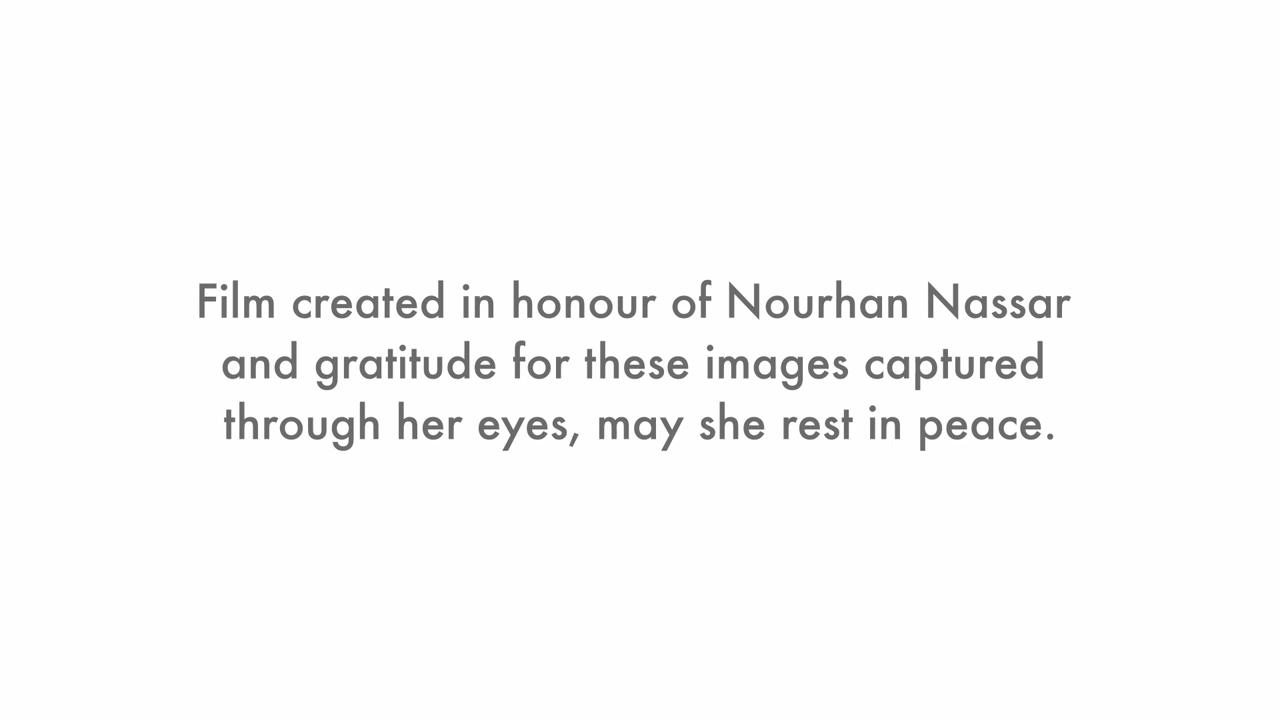 Film created in honour of Nourhan Nassar
and gratitude for these images captured
through her eyes, may she rest in peace.